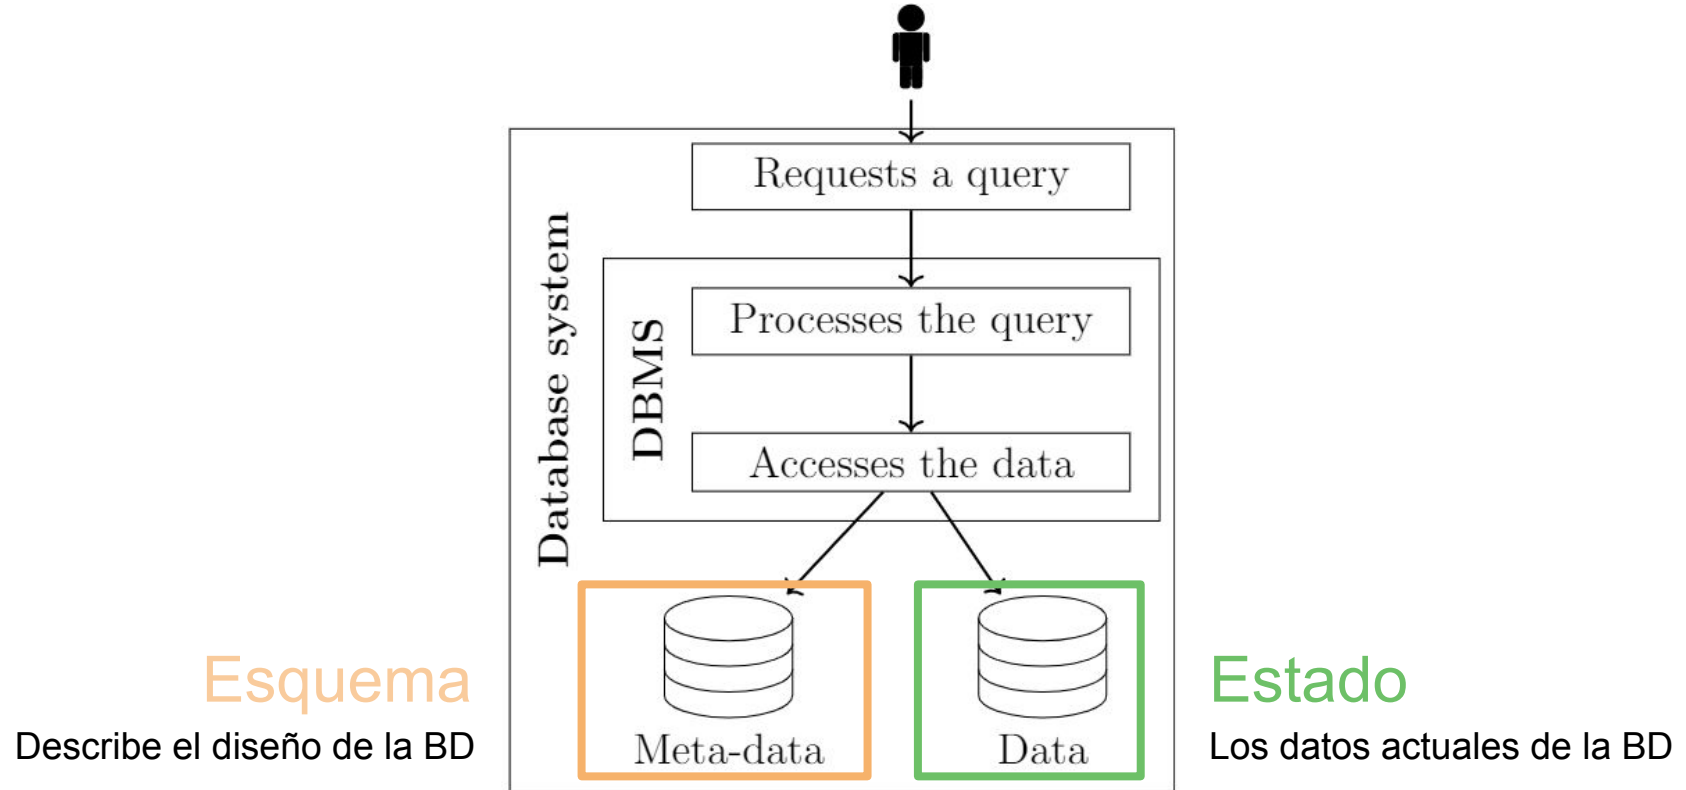 Requests a query
Database system
DBMS
Processes the query
Accesses the data
Esquema
Describe el diseño de la BD
Meta-data
Data
Estado
Los datos actuales de la BD